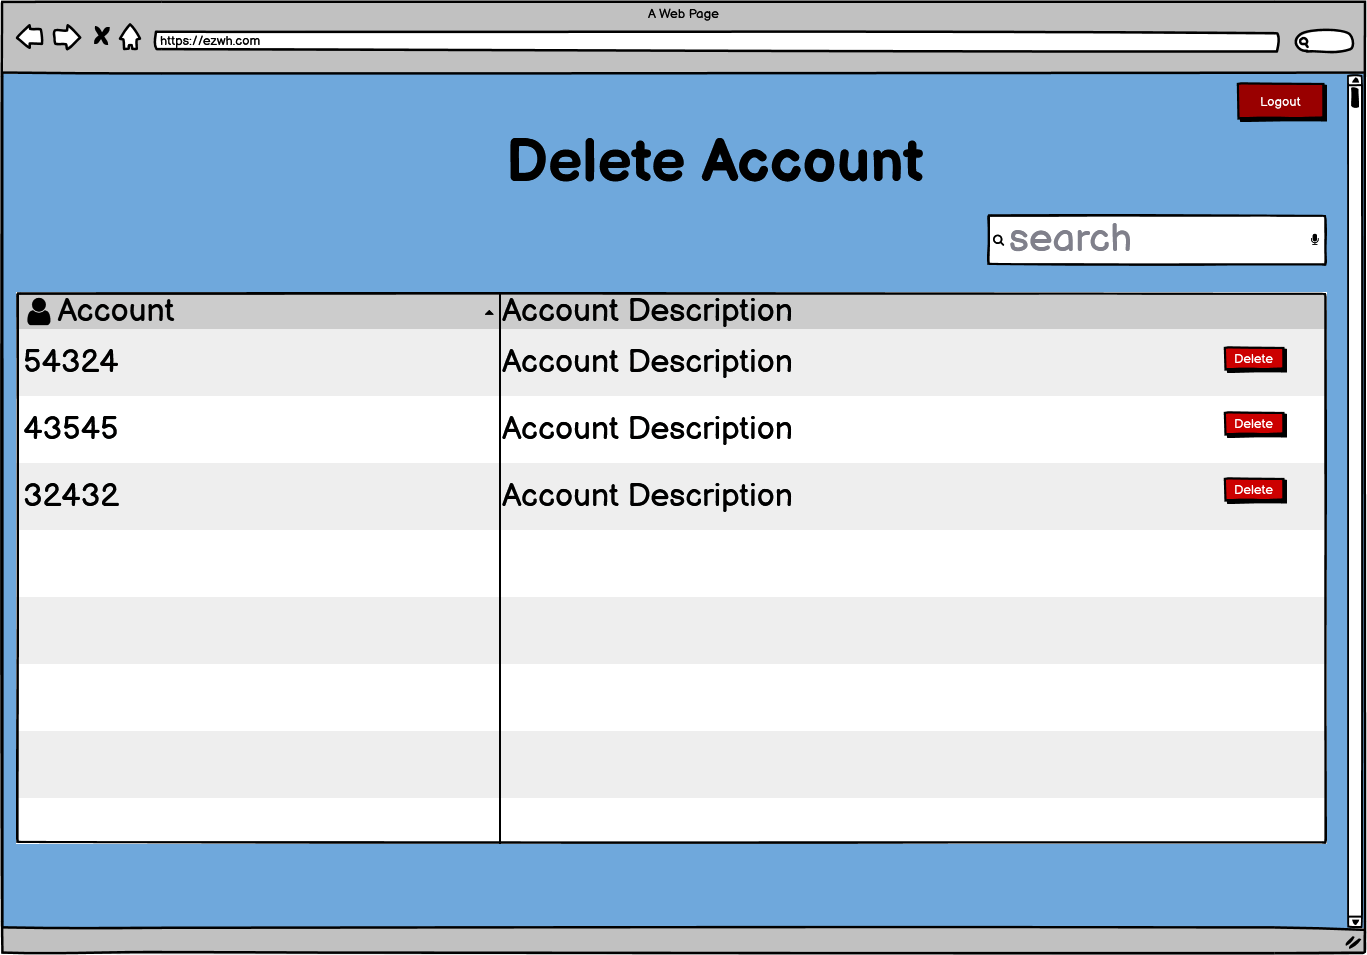 A Web Page
https://ezwh.com
Logout
Delete Account
search
Account Account Description
54324 Account Description Delete
43545 Account Description Delete
32432 Account Description Delete